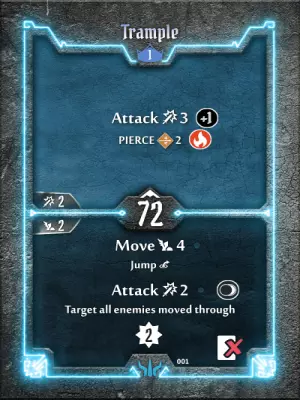 Trample
1
Attack 3 +1
PIERCE 2
2
72
2
Move 4
Jump
Attack 2
Target all enemies moved through
2
001